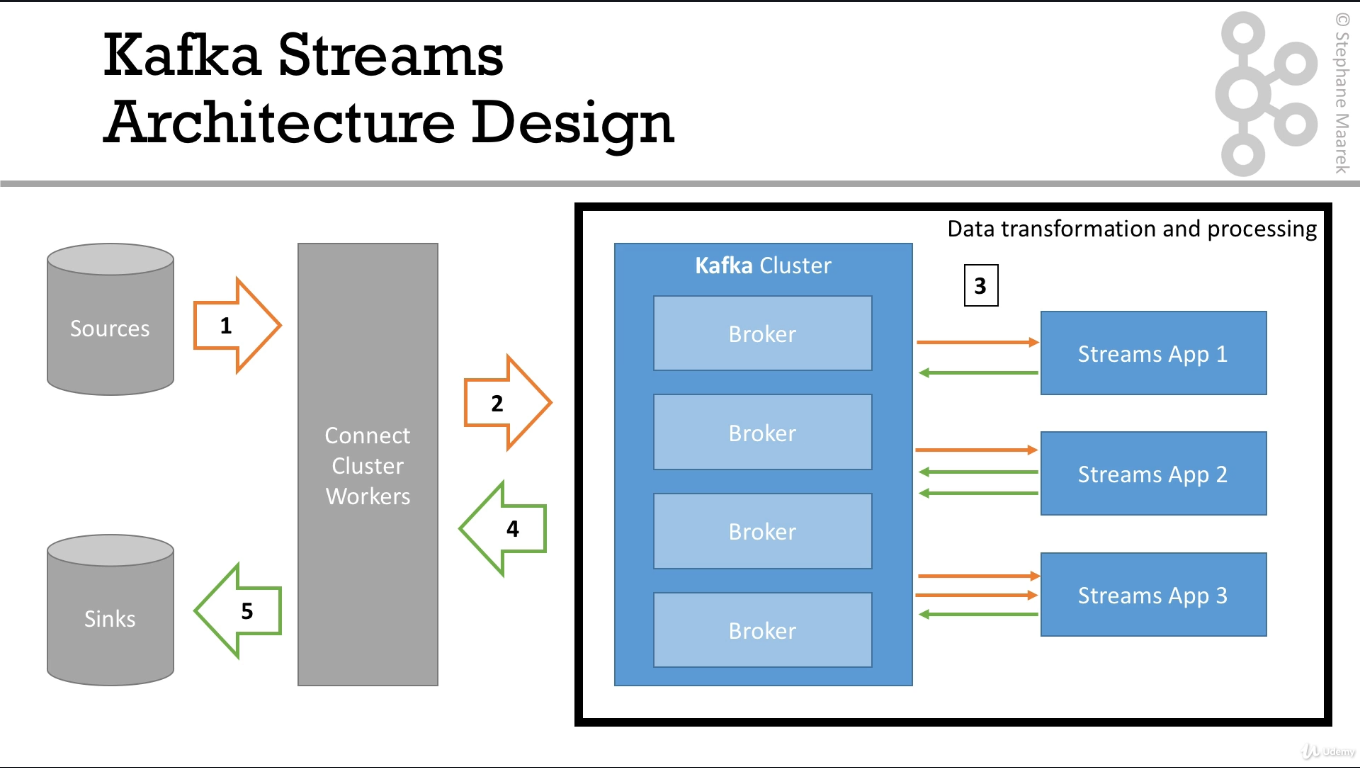 Kafka Streams
Architecture Design
© Stephane Maarek
Data transformation and processing
Sources
1
Connect
Cluster
Workers
2
4
Sinks
5
Kafka Cluster
Broker
Broker
Broker
Broker
3
Streams App 1
Streams App 2
Streams App 3
Udemy